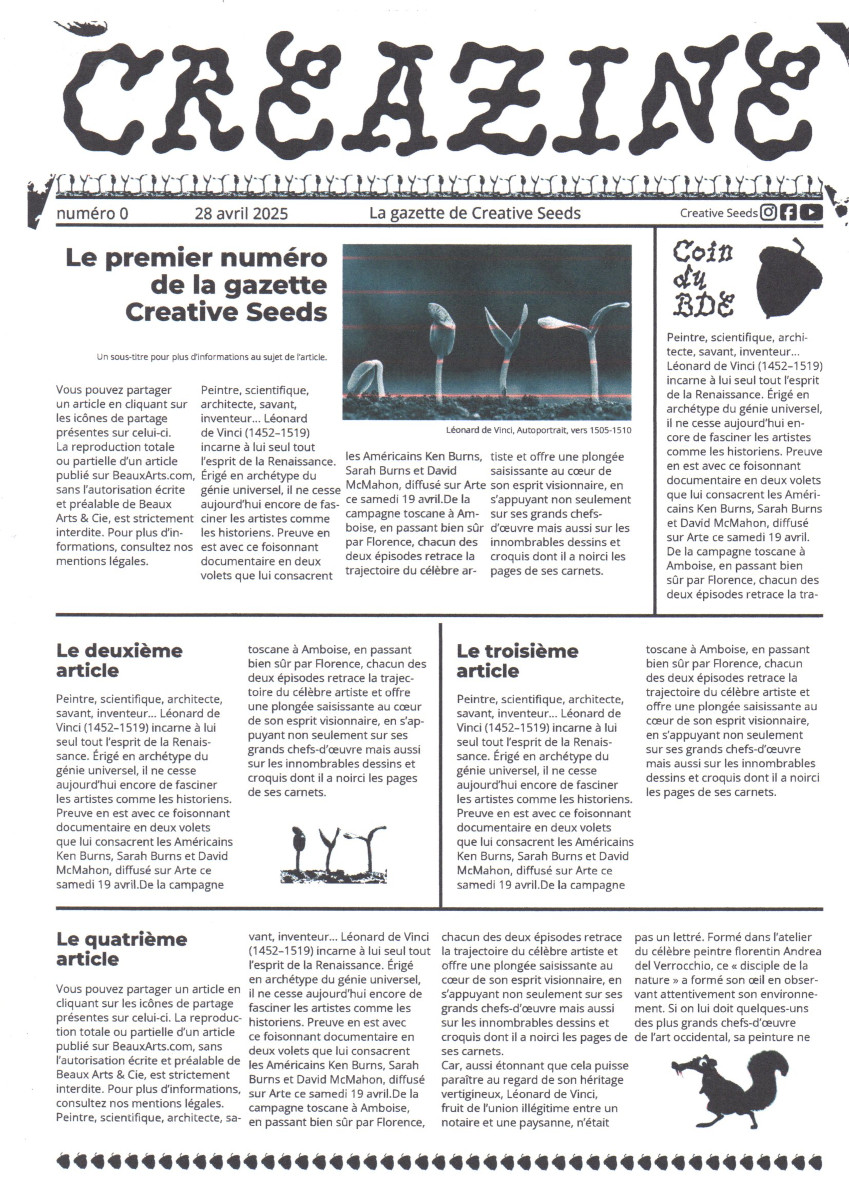 CREAZINE
numéro 0
28 avril 2025
La gazette de Creative Seeds
Creative Seeds
Le premier numéro
de la gazette
Creative Seeds
Un sous-titre pour plus d'informations au sujet de l'article.
Vous pouvez partager
un article en cliquant sur
les icônes de partage
présentes sur celui-ci.
La reproduction totale
ou partielle d'un article
publié sur BeauxArts.com,
sans l'autorisation écrite
et préalable de Beaux
Arts & Cie, est strictement
interdite. Pour plus d'in-
formations, consultez nos
mentions légales.
Peintre, scientifique,
architecte, savant,
inventeur… Léonard
de Vinci (1452–1519)
incarne à lui seul tout
l'esprit de la Renaissance.
Érigé en archétype du
génie universel, il ne cesse
aujourd'hui encore de fas-
ciner les artistes comme
les historiens. Preuve en
est avec ce foisonnant
documentaire en deux
volets que lui consacrent
Léonard de Vinci, Autoportrait, vers 1505-1510
les Américains Ken Burns,
Sarah Burns et David
McMahon, diffusé sur Arte
ce samedi 19 avril.De la
campagne toscane à Am-
boise, en passant bien sûr
par Florence, chacun des
deux épisodes retrace la
trajectoire du célèbre ar-
tiste et offre une plongée
saisissante au cœur de
son esprit visionnaire, en
s'appuyant non seulement
sur ses grands chefs-
d'œuvre mais aussi sur les
innombrables dessins et
croquis dont il a noirci les
pages de ses carnets.
Coin
du
BDE
Peintre, scientifique, archi-
tecte, savant, inventeur…
Léonard de Vinci (1452–1519)
incarne à lui seul tout l'esprit
de la Renaissance. Érigé en
archétype du génie universel,
il ne cesse aujourd'hui en-
core de fasciner les artistes
comme les historiens. Preuve
en est avec ce foisonnant
documentaire en deux volets
que lui consacrent les Améri-
cains Ken Burns, Sarah Burns
et David McMahon, diffusé
sur Arte ce samedi 19 avril.
De la campagne toscane à
Amboise, en passant bien
sûr par Florence, chacun des
deux épisodes retrace la tra-
Le deuxième
article
Peintre, scientifique, architecte,
savant, inventeur… Léonard de
Vinci (1452–1519) incarne à lui
seul tout l'esprit de la Renais-
sance. Érigé en archétype du
génie universel, il ne cesse
aujourd'hui encore de fasciner
les artistes comme les historiens.
Preuve en est avec ce foisonnant
documentaire en deux volets
que lui consacrent les Américains
Ken Burns, Sarah Burns et David
McMahon, diffusé sur Arte ce
samedi 19 avril.De la campagne
toscane à Amboise, en passant
bien sûr par Florence, chacun des
deux épisodes retrace la trajec-
toire du célèbre artiste et offre
une plongée saisissante au cœur
de son esprit visionnaire, en s'ap-
puyant non seulement sur ses
grands chefs-d'œuvre mais aussi
sur les innombrables dessins et
croquis dont il a noirci les pages
de ses carnets.
Le troisième
article
Peintre, scientifique, architecte,
savant, inventeur… Léonard de
Vinci (1452–1519) incarne à lui
seul tout l'esprit de la Renais-
sance. Érigé en archétype du
génie universel, il ne cesse
aujourd'hui encore de fasciner
les artistes comme les historiens.
Preuve en est avec ce foisonnant
documentaire en deux volets
que lui consacrent les Américains
Ken Burns, Sarah Burns et David
McMahon, diffusé sur Arte ce
samedi 19 avril.De la campagne
toscane à Amboise, en passant
bien sûr par Florence, chacun
des deux épisodes retrace la
trajectoire du célèbre artiste et
offre une plongée saisissante au
cœur de son esprit visionnaire,
en s'appuyant non seulement
sur ses grands chefs-d'œuvre
mais aussi sur les innombrables
dessins et croquis dont il a noirci
les pages de ses carnets.
Le quatrième
article
Vous pouvez partager un article en
cliquant sur les icônes de partage
présentes sur celui-ci. La reproduc-
tion totale ou partielle d'un article
publié sur BeauxArts.com, sans
l'autorisation écrite et préalable de
Beaux Arts & Cie, est strictement
interdite. Pour plus d'informations,
consultez nos mentions légales.
Peintre, scientifique, architecte, sa-
vant, inventeur… Léonard de Vinci
(1452–1519) incarne à lui seul tout
l'esprit de la Renaissance. Érigé
en archétype du génie universel,
il ne cesse aujourd'hui encore de
fasciner les artistes comme les
historiens. Preuve en est avec
ce foisonnant documentaire en
deux volets que lui consacrent
les Américains Ken Burns, Sarah
Burns et David McMahon, diffusé
sur Arte ce samedi 19 avril.De la
campagne toscane à Amboise,
en passant bien sûr par Florence,
chacun des deux épisodes retrace
la trajectoire du célèbre artiste et
offre une plongée saisissante au
cœur de son esprit visionnaire, en
s'appuyant non seulement sur ses
grands chefs-d'œuvre mais aussi
sur les innombrables dessins et
croquis dont il a noirci les pages de
ses carnets.
Car, aussi étonnant que cela puisse
paraître au regard de son héritage
vertigineux, Léonard de Vinci,
fruit de l'union illégitime entre un
notaire et une paysanne, n'était
pas un lettré. Formé dans l'atelier
du célèbre peintre florentin Andrea
del Verrocchio, ce « disciple de la
nature » a formé son œil en obser-
vant attentivement son environne-
ment. Si on lui doit quelques-uns
des plus grands chefs-d'œuvre
de l'art occidental, sa peinture ne